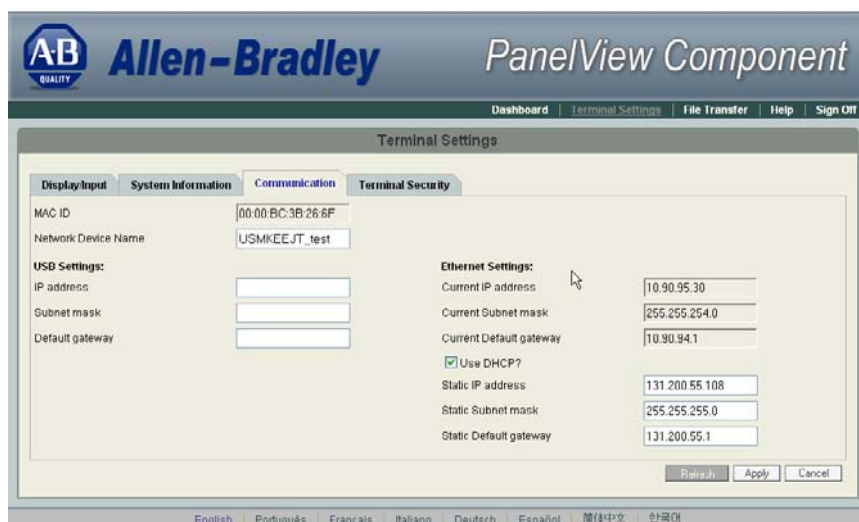 A·B
QUALITY
Allen-Bradley
PanelView Component
Dashboard | Terminal Settings | File Transfer | Help | Sign Off
Terminal Settings
Display/Input
System Information
Communication
Terminal Security
MAC ID
00:00:BC:3B:26:6F
Network Device Name
USMKEEJT_test
USB Settings:
IP address
Subnet mask
Default gateway
Ethernet Settings:
Current IP address
10.90.95.30
Current Subnet mask
255.255.254.0
Current Default gateway
10.90.94.1
Use DHCP?
Static IP address
131.200.55.108
Static Subnet mask
255.255.255.0
Static Default gateway
131.200.55.1
Refresh
Apply
Cancel
English | Português | Français | Italiano | Deutsch | Español | 简体中文 | 한국어